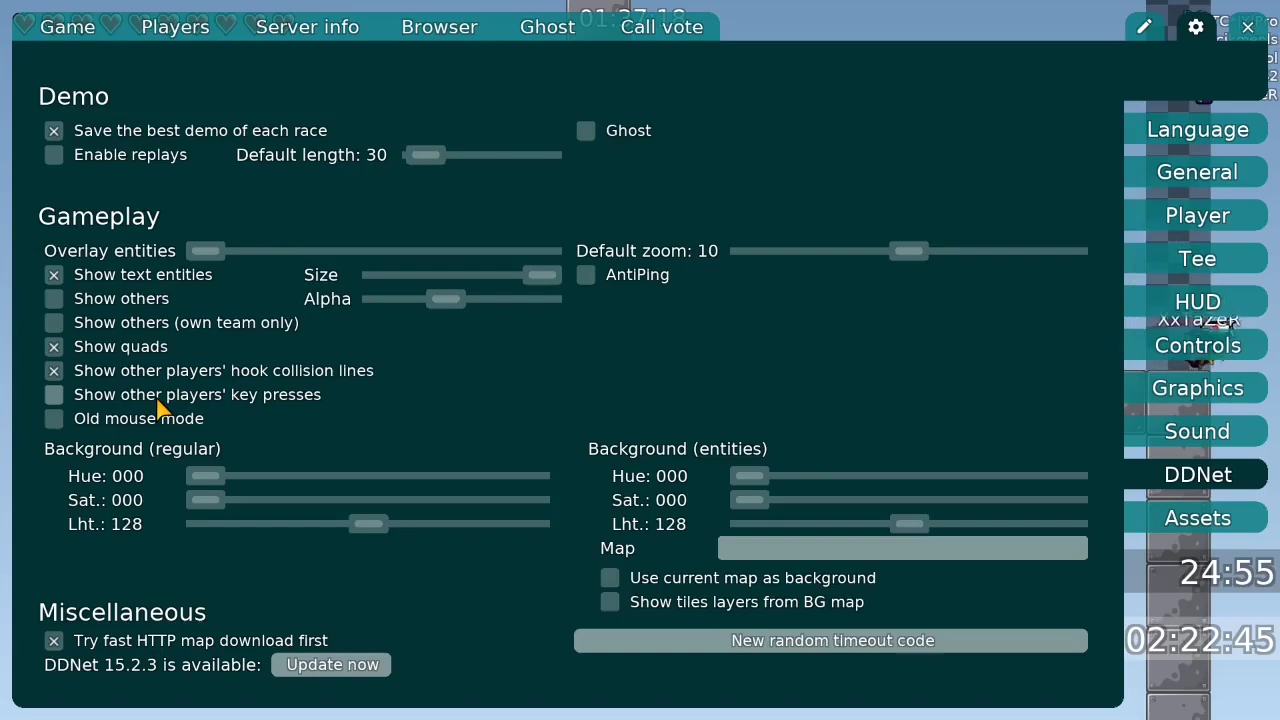 01:37:18
Game Players Server info Browser Ghost Call vote
Demo
Save the best demo of each race
Ghost
Enable replays
Default length: 30
Gameplay
Overlay entities
Default zoom: 10
Show text entities
Size
AntiPing
Show others
Alpha
Show others (own team only)
Show quads
Show other players' hook collision lines
Show other players' key presses
Old mouse mode
Background (regular)
Hue: 000
Sat.: 000
Lht.: 128
Background (entities)
Hue: 000
Sat.: 000
Lht.: 128
Map
Use current map as background
Show tiles layers from BG map
New random timeout code
Miscellaneous
Try fast HTTP map download first
DDNet 15.2.3 is available:
Update now
Language
General
Player
Tee
HUD
XxTazeR
Controls
Graphics
Sound
DDNet
Assets
24:55
02:22:45